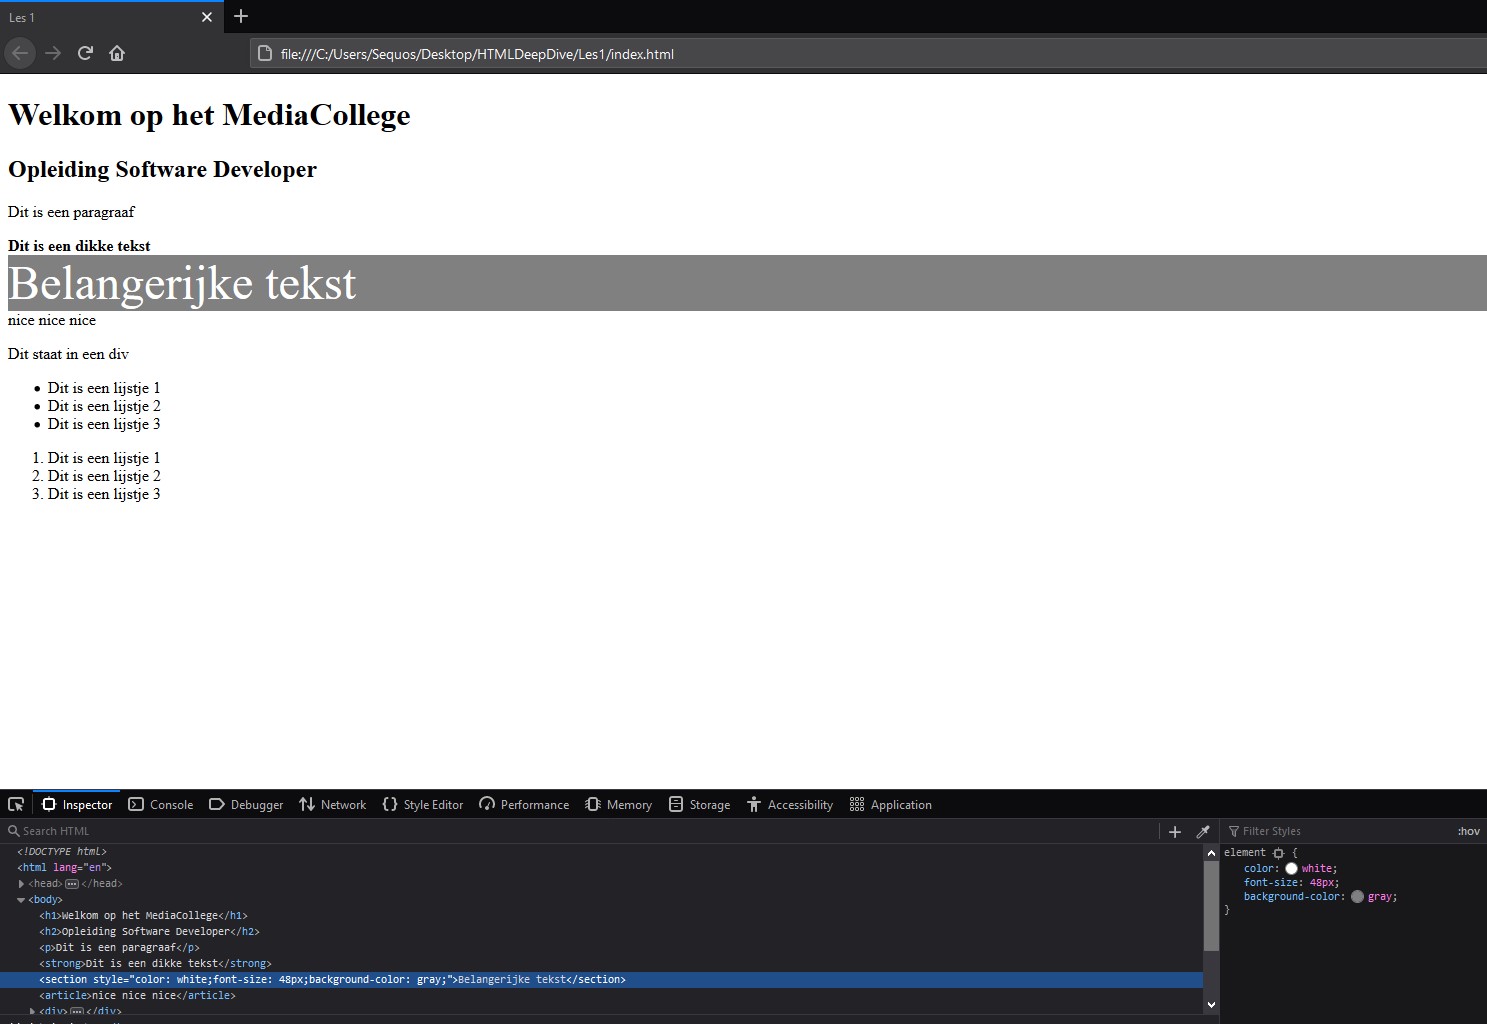 Les 1
file:///C:/Users/Sequos/Desktop/HTMLDeepDive/Les1/index.html
Welkom op het MediaCollege
Opleiding Software Developer
Dit is een paragraaf
Dit is een dikke tekst
Belangerijke tekst
nice nice nice
Dit staat in een div
• Dit is een lijstje 1
• Dit is een lijstje 2
• Dit is een lijstje 3
1. Dit is een lijstje 1
2. Dit is een lijstje 2
3. Dit is een lijstje 3
Inspector Console Debugger Network Style Editor Performance Memory Storage Accessibility Application
Search HTML
<!DOCTYPE html>
<html lang="en">
<head> </head>
<body>
<h1>Welkom op het MediaCollege</h1>
<h2>Opleiding Software Developer</h2>
<p>Dit is een paragraaf</p>
<strong>Dit is een dikke tekst</strong>
<section style="color: white;font-size: 48px;background-color: gray;">Belangerijke tekst</section>
<article>nice nice nice</article>
<div> </div>
Filter Styles :hov
element {
color: white;
font-size: 48px;
background-color: gray;
}